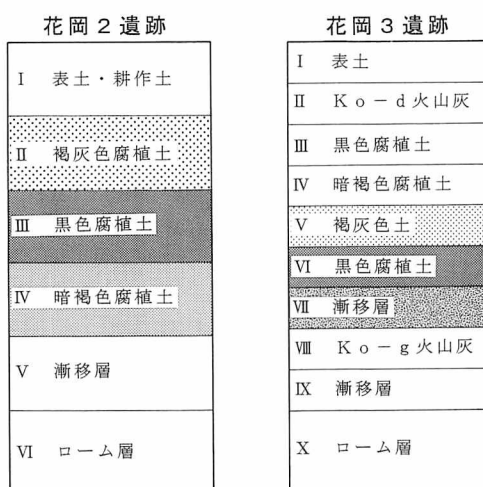 花岡２遺跡
Ⅰ 表土・耕作土
Ⅱ 褐灰色腐植土
Ⅲ 黒色腐植土
Ⅳ 暗褐色腐植土
Ⅴ 漸移層
Ⅵ ローム層
花岡３遺跡
Ⅰ 表土
Ⅱ Ｋｏ－ｄ火山灰
Ⅲ 黒色腐植土
Ⅳ 暗褐色腐植土
Ⅴ 褐灰色土
Ⅵ 黒色腐植土
Ⅶ 漸移層
Ⅷ Ｋｏ－ｇ火山灰
Ⅸ 漸移層
Ⅹ ローム層